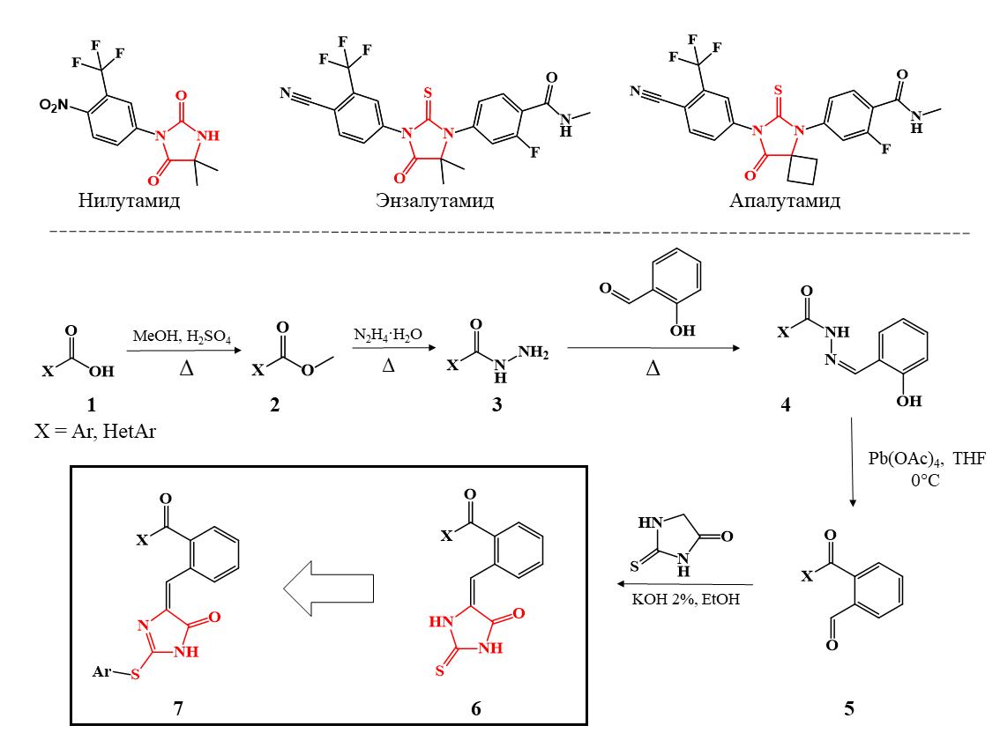 F
F
F
O₂N
O
N
NH
O
Нилутамид
F
F
F
N
S
N
N
O
O
N
H
F
Энзалутамид
F
F
F
N
S
N
N
O
O
N
H
F
Апалутамид
O
X
OH
1
MeOH, H₂SO₄
Δ
O
X
O
2
N₂H₄·H₂O
Δ
O
X
N
H
NH₂
3
O
OH
Δ
O
X
NH
N
OH
4
X = Ar, HetAr
Pb(OAc)₄, THF
0°C
O
X
O
5
HN
O
S
N
H
KOH 2%, EtOH
O
X
HN
O
NH
S
6
O
X
N
O
NH
Ar
S
7